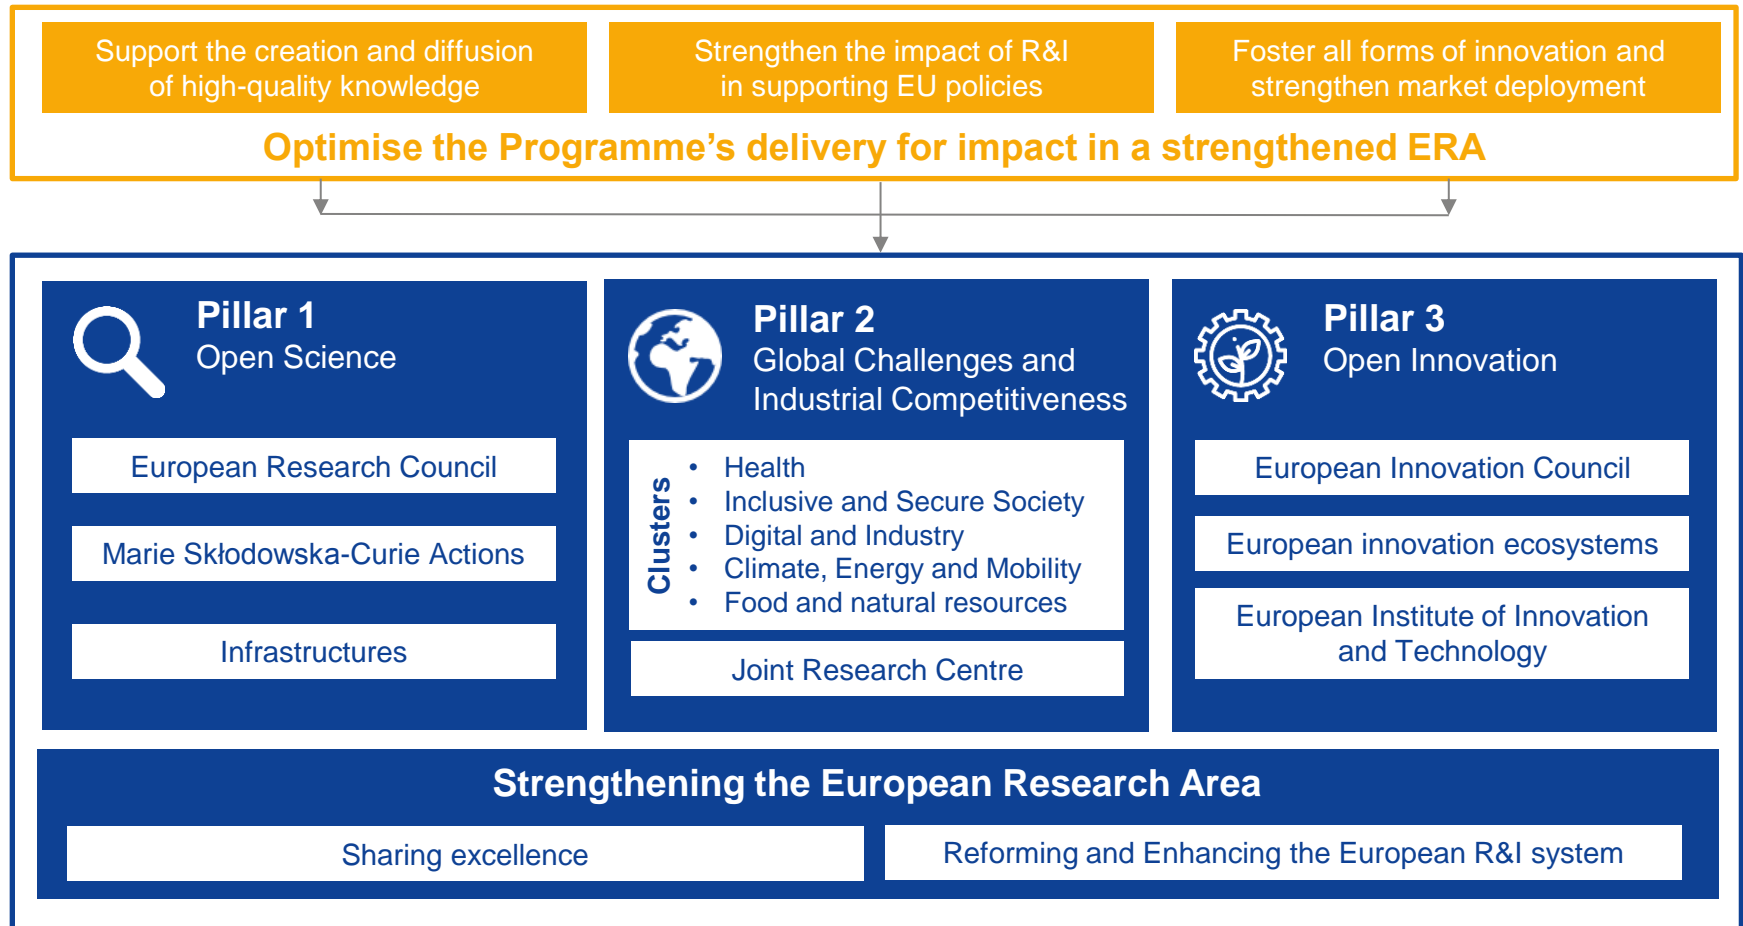 Support the creation and diffusion
of high-quality knowledge
Strengthen the impact of R&I
in supporting EU policies
Foster all forms of innovation and
strengthen market deployment
Optimise the Programme’s delivery for impact in a strengthened ERA
Pillar 1
Open Science
European Research Council
Marie Skłodowska-Curie Actions
Infrastructures
Pillar 2
Global Challenges and
Industrial Competitiveness
Clusters
• Health
• Inclusive and Secure Society
• Digital and Industry
• Climate, Energy and Mobility
• Food and natural resources
Joint Research Centre
Pillar 3
Open Innovation
European Innovation Council
European innovation ecosystems
European Institute of Innovation
and Technology
Strengthening the European Research Area
Sharing excellence
Reforming and Enhancing the European R&I system